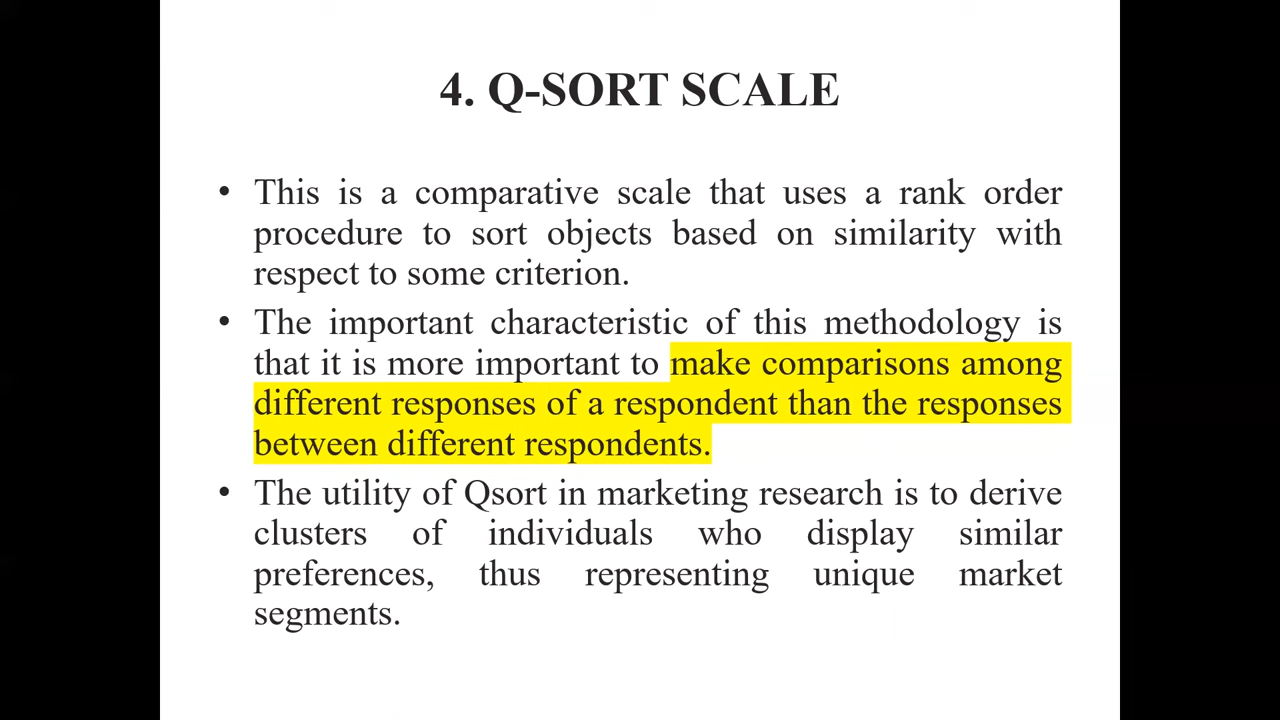 4. Q-SORT SCALE
• This is a comparative scale that uses a rank order
procedure to sort objects based on similarity with
respect to some criterion.
• The important characteristic of this methodology is
that it is more important to make comparisons among
different responses of a respondent than the responses
between different respondents.
• The utility of Qsort in marketing research is to derive
clusters of individuals who display similar
preferences, thus representing unique market
segments.